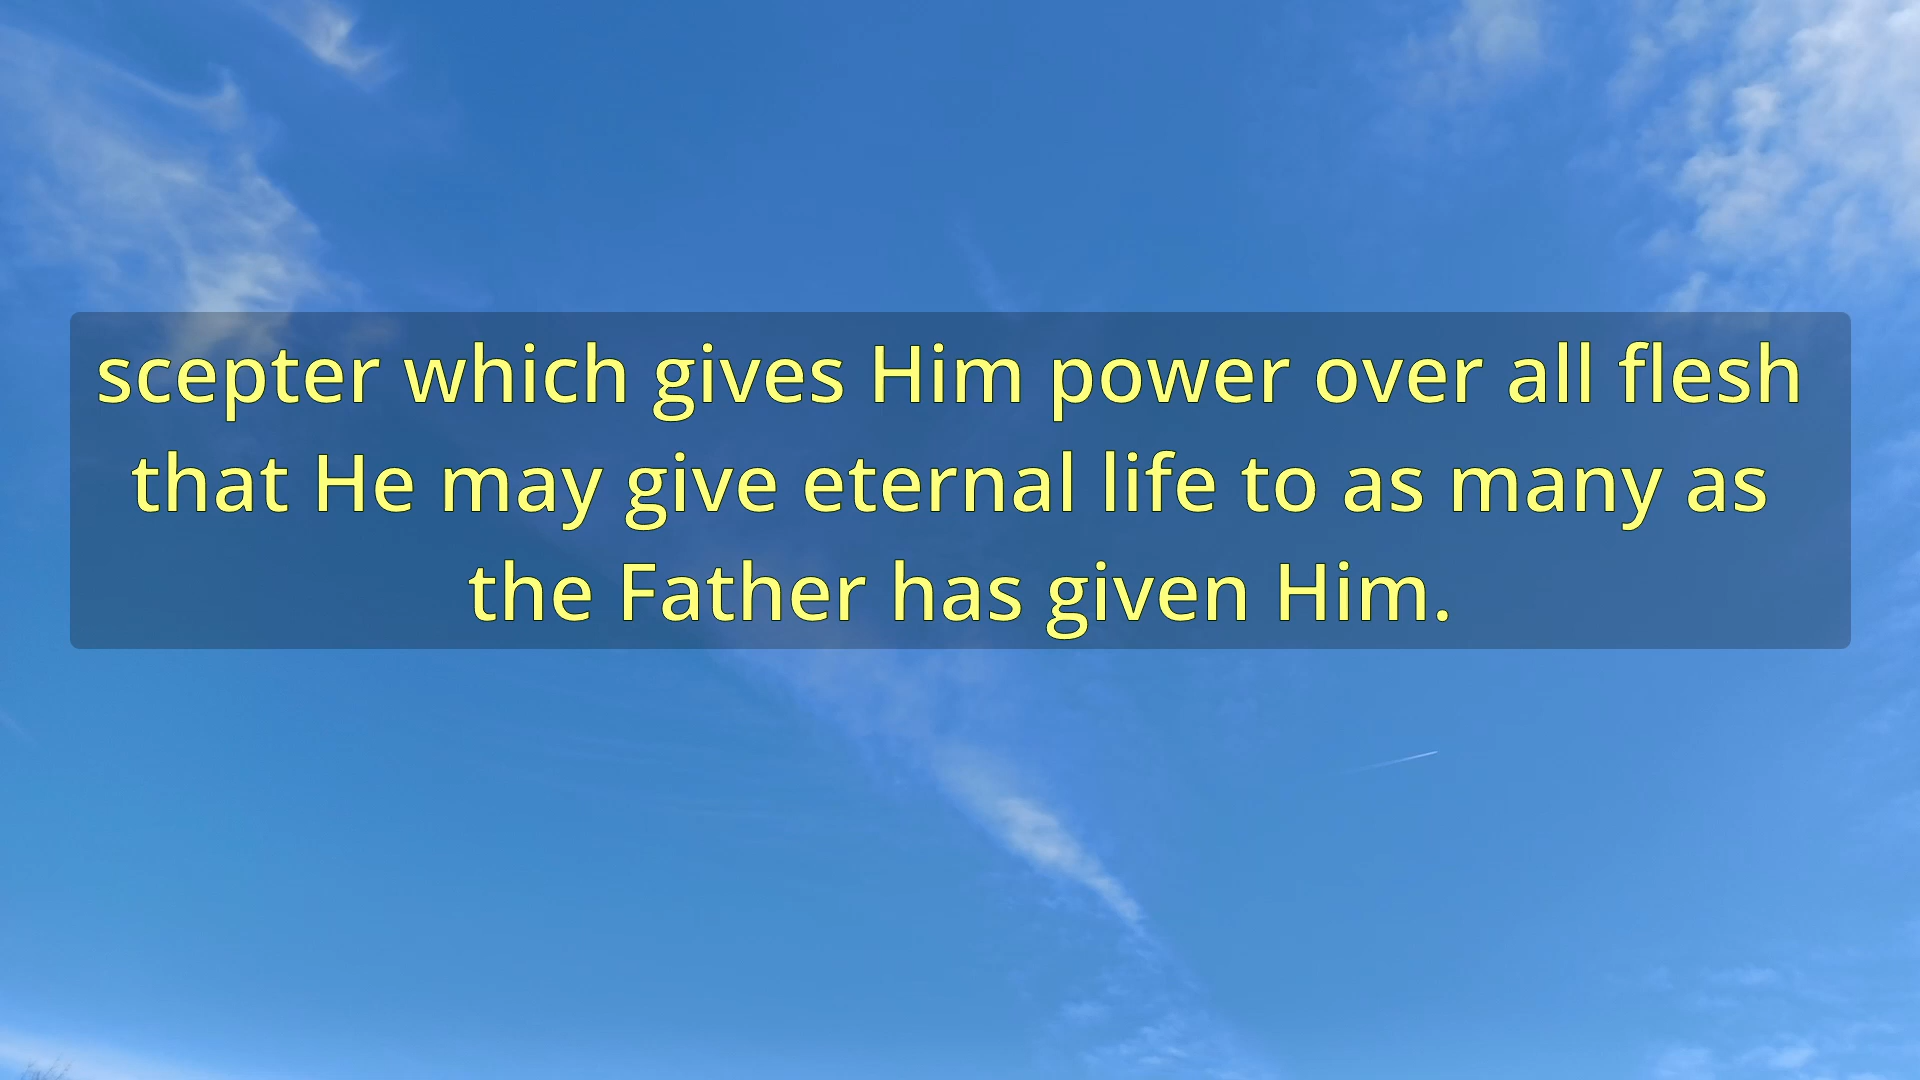 scepter which gives Him power over all flesh
that He may give eternal life to as many as
the Father has given Him.